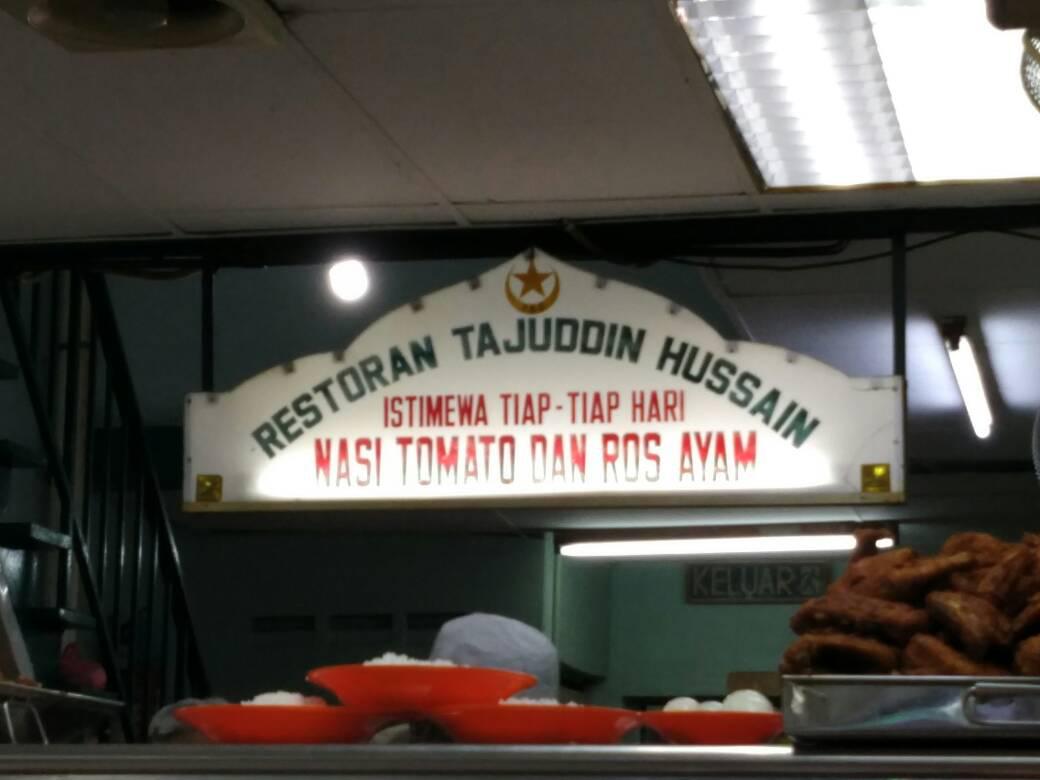 RESTORAN TAJUDDIN HUSSAIN
ISTIMEWA TIAP-TIAP HARI
NASI TOMATO DAN ROS AYAM
KELUAR